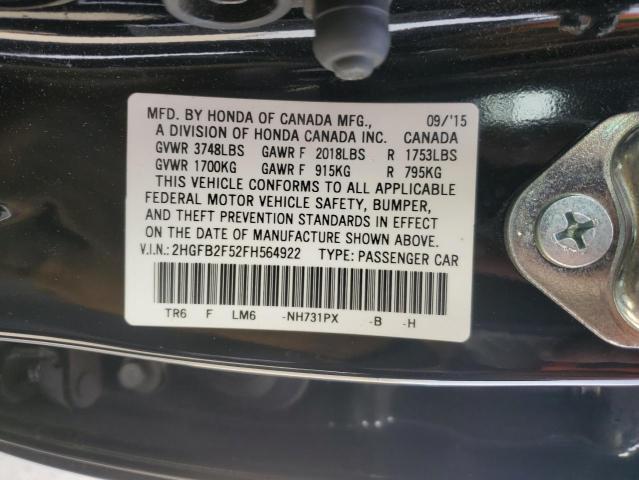 MFD. BY HONDA OF CANADA MFG., 09/'15
A DIVISION OF HONDA CANADA INC. CANADA
GVWR 3748LBS GAWR F 2018LBS R 1753LBS
GVWR 1700KG GAWR F 915KG R 795KG
THIS VEHICLE CONFORMS TO ALL APPLICABLE
FEDERAL MOTOR VEHICLE SAFETY, BUMPER,
AND THEFT PREVENTION STANDARDS IN EFFECT
ON THE DATE OF MANUFACTURE SHOWN ABOVE.
V.I.N.: 2HGFB2F52FH564922 TYPE: PASSENGER CAR
TR6 F LM6 -NH731PX -B -H